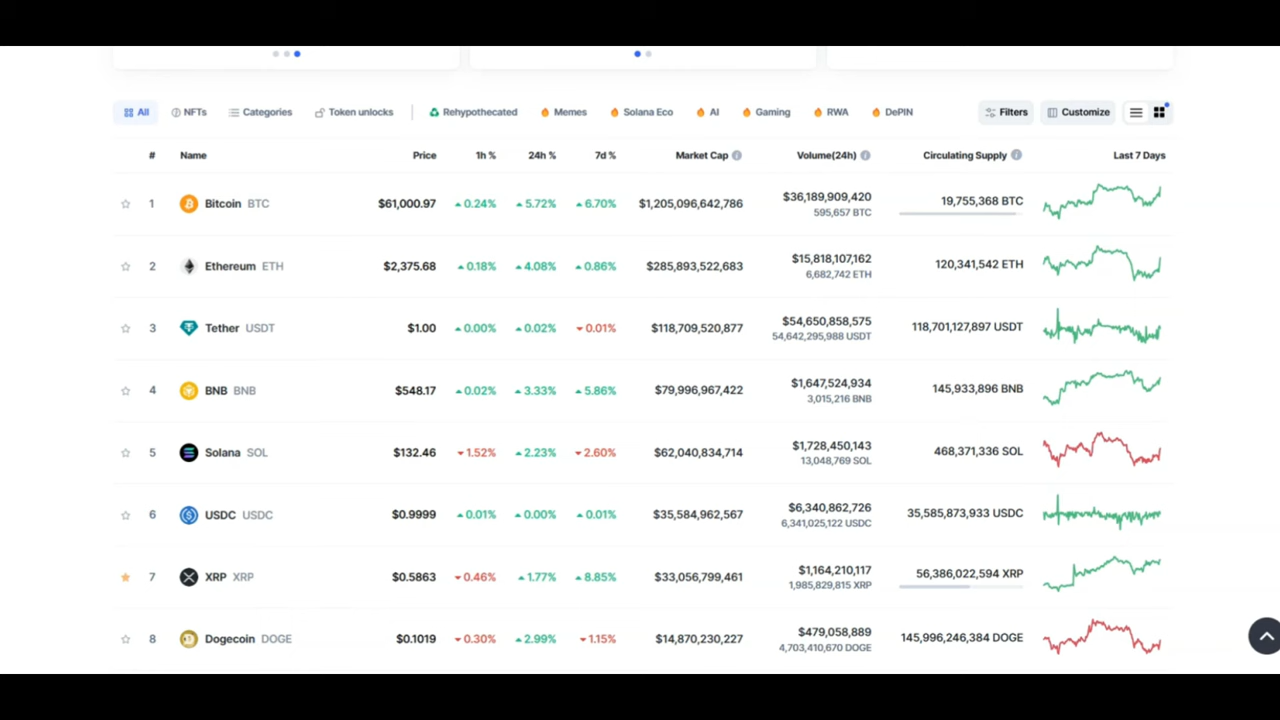 All NFTs Categories Token unlocks Rehypothecated Memes Solana Eco AI Gaming RWA DePIN Filters Customize
# Name Price 1h % 24h % 7d % Market Cap Volume(24h) Circulating Supply Last 7 Days
1 Bitcoin BTC $61,000.97 0.24% 5.72% 6.70% $1,205,096,642,786 $36,189,909,420 19,755,368 BTC
595,657 BTC
2 Ethereum ETH $2,375.68 0.18% 4.08% 0.86% $285,893,522,683 $15,818,107,162 120,341,542 ETH
6,682,742 ETH
3 Tether USDT $1.00 0.00% 0.02% 0.01% $118,709,520,877 $54,650,858,575 118,701,127,897 USDT
54,642,295,988 USDT
4 BNB BNB $548.17 0.02% 3.33% 5.86% $79,996,967,422 $1,647,524,934 145,933,896 BNB
3,015,216 BNB
5 Solana SOL $132.46 1.52% 2.23% 2.60% $62,040,834,714 $1,728,450,143 468,371,336 SOL
13,048,769 SOL
6 USDC USDC $0.9999 0.01% 0.00% 0.01% $35,584,962,567 $6,340,862,726 35,585,873,933 USDC
6,341,025,122 USDC
7 XRP XRP $0.5863 0.46% 1.77% 8.85% $33,056,799,461 $1,164,210,117 56,386,022,594 XRP
1,985,829,815 XRP
8 Dogecoin DOGE $0.1019 0.30% 2.99% 1.15% $14,870,230,227 $479,058,889 145,996,246,384 DOGE
4,703,410,670 DOGE